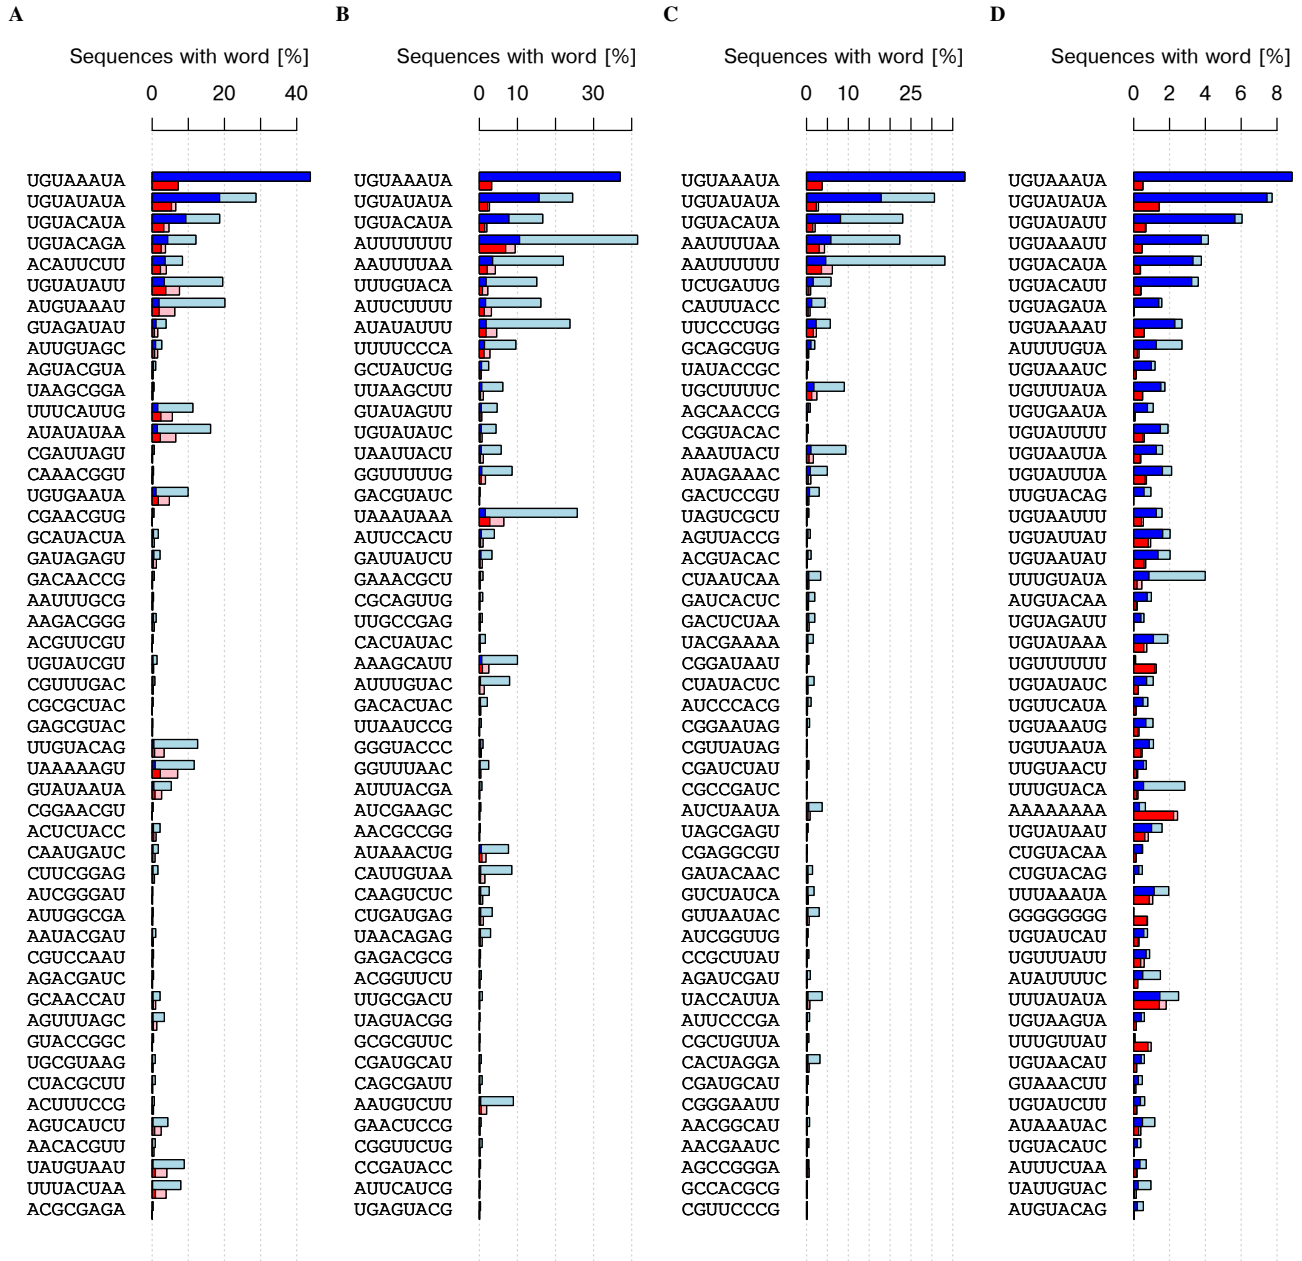 A B C D
Sequences with word [%] Sequences with word [%] Sequences with word [%] Sequences with word [%]
0 20 40 0 10 30 0 10 25 0 2 4 6 8
UGUAAAUA UGUAAAUA UGUAAAUA UGUAAAUA
UGUAUAUA UGUAUAUA UGUAUAUA UGUAUAUA
UGUACAUA UGUACAUA UGUACAUA UGUAUAUU
UGUACAGA AUUUUUUU AAUUUUAA UGUAAAUU
ACAUUCUU AAUUUUAA AAUUUUUU UGUACAUA
UGUAUAUU UUUGUACA UCUGAUUG UGUACAUU
AUGUAAAU AUUCUUUU CAUUUACC UGUAGAUA
GUAGAUAU AUAUAUUU UUCCCUGG UGUAAAAU
AUUGUAGC UUUUCCCA GCAGCGUG AUUUUGUA
AGUACGUA GCUAUCUG UAUACCGC UGUAAAUC
UAAGCGGA UUAAGCUU UGCUUUUC UGUUUAUA
UUUCAUUG GUAUAGUU AGCAACCG UGUGAAUA
AUAUAUAA UGUAUAUC CGGUACAC UGUAUUUU
CGAUUAGU UAAUUACU AAAUUACU UGUAAUUA
CAAACGGU GGUUUUUG AUAGAAAC UGUAUUUA
UGUGAAUA GACGUAUC GACUCCGU UUGUACAG
CGAACGUG UAAAUAAA UAGUCGCU UGUAAUUU
GCAUACUA AUUCCACU AGUUACCG UGUAUUAU
GAUAGAGU GAUUAUCU ACGUACAC UGUAAUAU
GACAACCG GAAACGCU CUAAUCAA UUUGUAUA
AAUUUGCG CGCAGUUG GAUCACUC AUGUACAA
AAGACGGG UUGCCGAG GACUCUAA UGUAGAUU
ACGUUCGU CACUAUAC UACGAAAA UGUAUAAA
UGUAUCGU AAAGCAUU CGGAUAAU UGUUUUUU
CGUUUGAC AUUUGUAC CUAUACUC UGUAUAUC
CGCGCUAC GACACUAC AUCCCACG UGUUCAUA
GAGCGUAC UUAAUCCG CGGAAUAG UGUAAAUG
UUGUACAG GGGUACCC CGUUAUAG UGUUAAUA
UAAAAAGU GGUUUAAC CGAUCUAU UUGUAACU
GUAUAAUA AUUUACGA CGCCGAUC UUUGUACA
CGGAACGU AUCGAAGC AUCUAAUA AAAAAAAA
ACUCUACC AACGCCGG UAGCGAGU UGUAUAAU
CAAUGAUC AUAAACUG CGAGGCGU CUGUACAA
CUUCGGAG CAUUGUAA GAUACAAC CUGUACAG
AUCGGGAU CAAGUCUC GUCUAUCA UUUAAAUA
AUUGGCGA CUGAUGAG GUUAAUAC GGGGGGGG
AAUACGAU UAACAGAG AUCGGUUG UGUAUCAU
CGUCCAAU GAGACGCG CCGCUUAU UGUUUAUU
AGACGAUC ACGGUUCU AGAUCGAU AUAUUUUC
GCAACCAU UUGCGACU UACCAUUA UUUAUAUA
AGUUUAGC UAGUACGG AUUCCCGA UGUAAGUA
GUACCGGC GCGCGUUC CGCUGUUA UUUGUUAU
UGCGUAAG CGAUGCAU CACUAGGA UGUAACAU
CUACGCUU CAGCGAUU CGAUGCAU GUAAACUU
ACUUUCCG AAUGUCUU CGGGAAUU UGUAUCUU
AGUCAUCU GAACUCCG AACGGCAU AUAAAUAC
AACACGUU CGGUUCUG AACGAAUC UGUACAUC
UAUGUAAU CCGAUACC AGCCGGGA AUUUCUAA
UUUACUAA AUUCAUCG GCCACGCG UAUUGUAC
ACGCGAGA UGAGUACG CGUUCCCG AUGUACAG